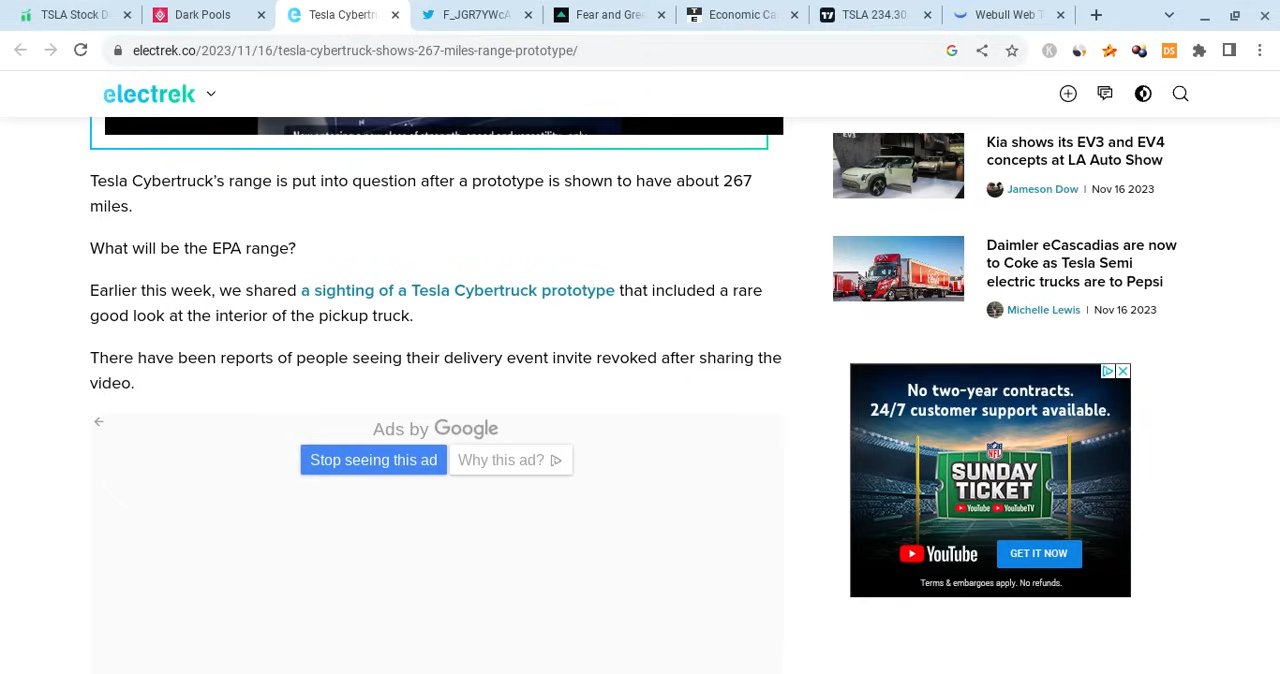 TSLA Stock D
Dark Pools
Tesla Cybertr
F_JGR7YWcA
Fear and Gre
Economic Ca
TSLA 234.30
Webull Web T
electrek.co/2023/11/16/tesla-cybertruck-shows-267-miles-range-prototype/
DS
electrek
Tesla Cybertruck's range is put into question after a prototype is shown to have about 267
miles.
What will be the EPA range?
Earlier this week, we shared a sighting of a Tesla Cybertruck prototype that included a rare
good look at the interior of the pickup truck.
There have been reports of people seeing their delivery event invite revoked after sharing the
video.
Ads by Google
Stop seeing this ad
Why this ad?
EV3
Kia shows its EV3 and EV4
concepts at LA Auto Show
Jameson Dow | Nov 16 2023
Daimler eCascadias are now
to Coke as Tesla Semi
electric trucks are to Pepsi
Michelle Lewis | Nov 16 2023
No two-year contracts.
24/7 customer support available.
NFL
SUNDAY
TICKET
YouTube YouTubeTV
YouTube
GET IT NOW
Terms & embargoes apply. No refunds.